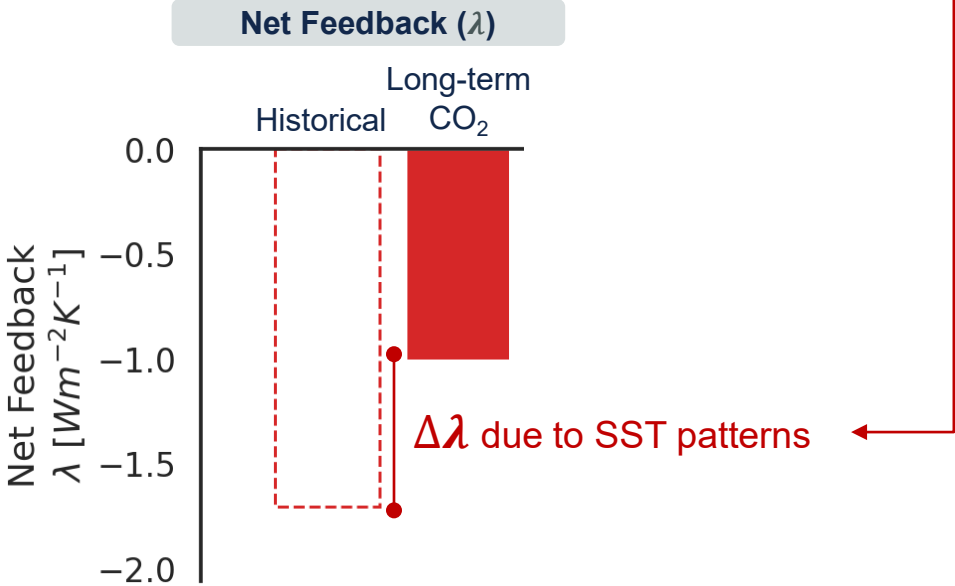 Net Feedback (λ)
Long-term
Historical CO₂
0.0
−0.5
−1.0
−1.5
−2.0
Net Feedback
λ [Wm⁻²K⁻¹]
Δλ due to SST patterns